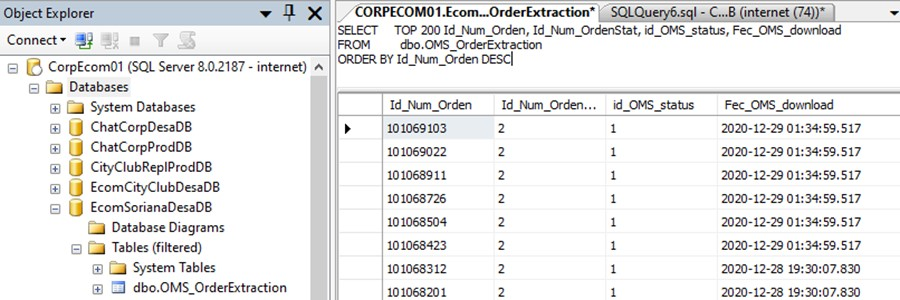 Object Explorer
Connect
CorpEcom01 (SQL Server 8.0.2187 - internet)
Databases
System Databases
ChatCorpDesaDB
ChatCorpProdDB
CityClubReplProdDB
EcomCityClubDesaDB
EcomSorianaDesaDB
Database Diagrams
Tables (filtered)
System Tables
dbo.OMS_OrderExtraction
CORPECOM01.Ecom...OrderExtraction* SQLQuery6.sql - C...B (internet (74))*
SELECT TOP 200 Id_Num_Orden, Id_Num_OrdenStat, id_OMS_status, Fec_OMS_download
FROM dbo.OMS_OrderExtraction
ORDER BY Id_Num_Orden DESC
Id_Num_Orden Id_Num_Orden... id_OMS_status Fec_OMS_download
101069103 2 1 2020-12-29 01:34:59.517
101069022 2 1 2020-12-29 01:34:59.517
101068911 2 1 2020-12-29 01:34:59.517
101068726 2 1 2020-12-29 01:34:59.517
101068504 2 1 2020-12-29 01:34:59.517
101068423 2 1 2020-12-29 01:34:59.517
101068312 2 1 2020-12-28 19:30:07.830
101068201 2 1 2020-12-28 19:30:07.830